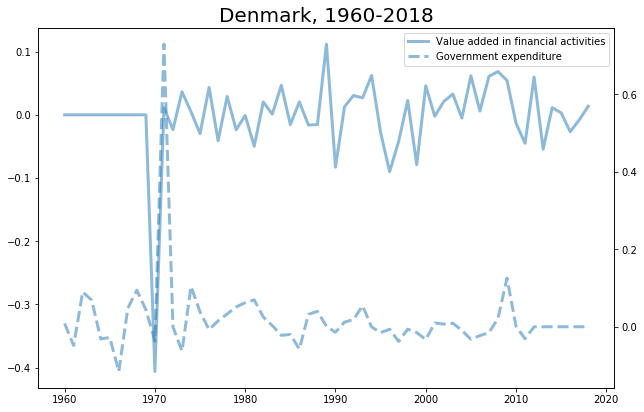 Denmark, 1960-2018
Value added in financial activities
Government expenditure
0.1
0.0
−0.1
−0.2
−0.3
−0.4
0.6
0.4
0.2
0.0
1960 1970 1980 1990 2000 2010 2020